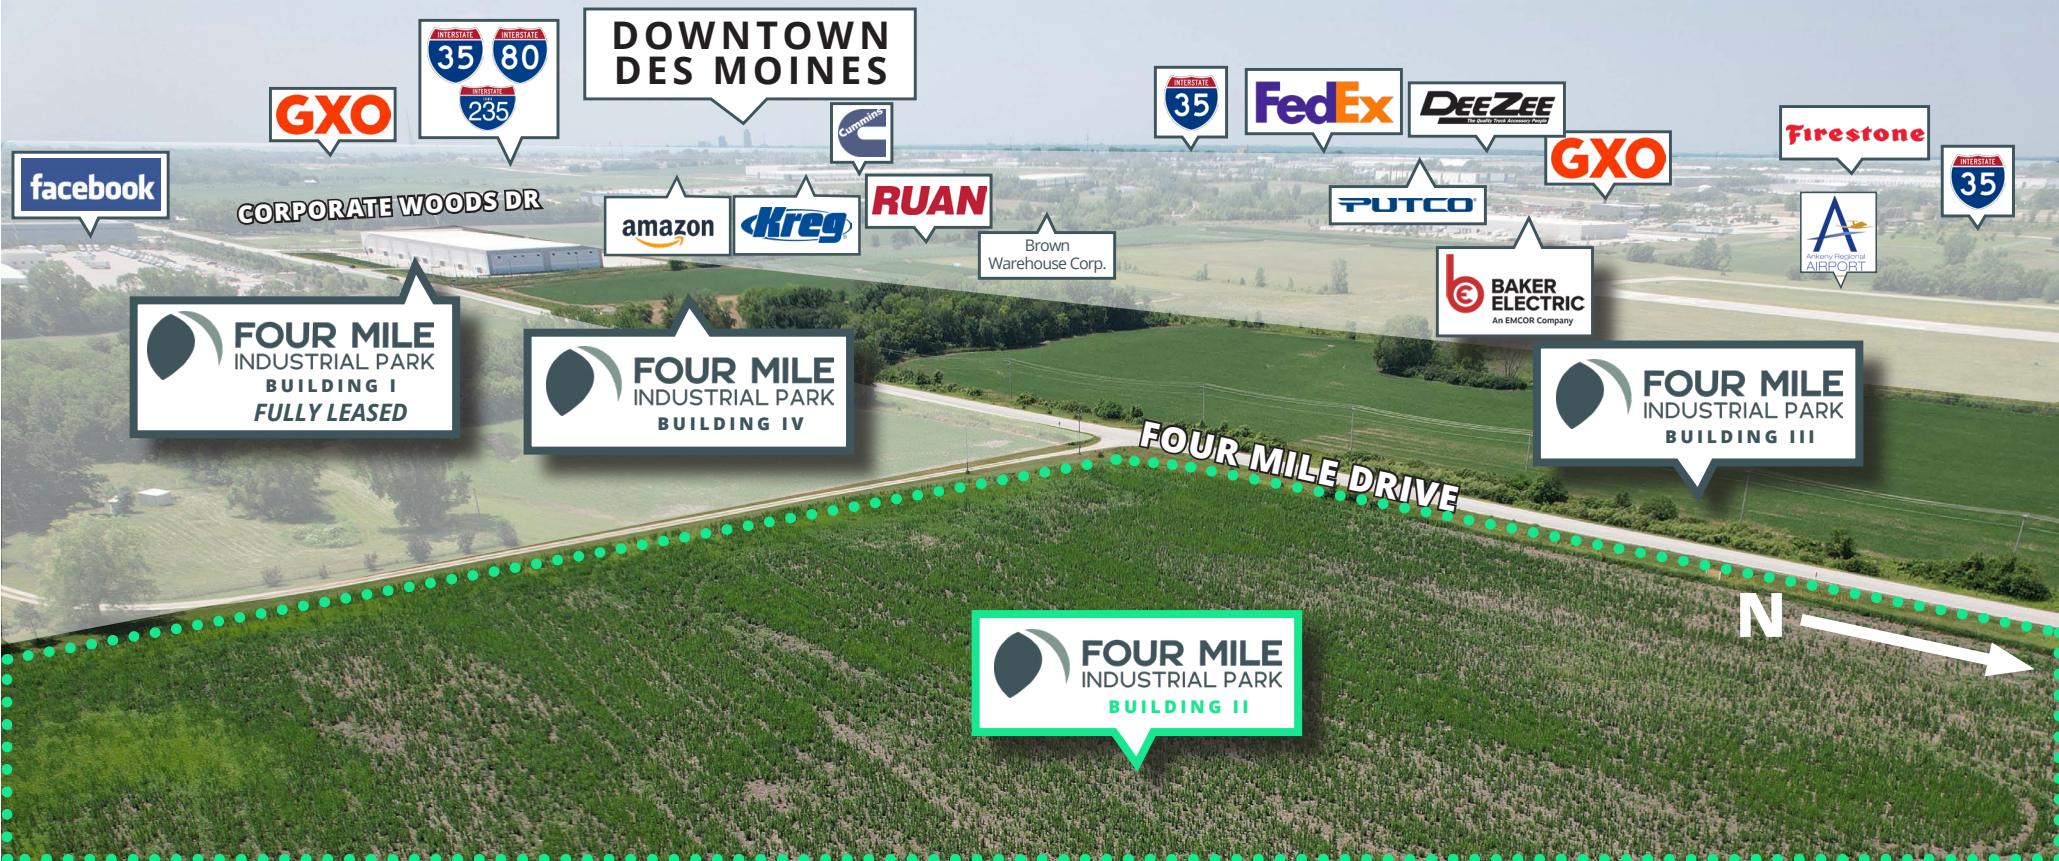 DOWNTOWN
DES MOINES
INTERSTATE
35
INTERSTATE
80
INTERSTATE
IOWA
235
GXO
facebook
CORPORATE WOODS DR
Cummins
amazon
Kreg
RUAN
Brown
Warehouse Corp.
INTERSTATE
35
FedEx
DEEZEE
The Quality Truck Accessory People
GXO
PUTCO
BAKER
ELECTRIC
An EMCOR Company
Firestone
INTERSTATE
35
Ankeny Regional
AIRPORT
FOUR MILE
INDUSTRIAL PARK
BUILDING I
FULLY LEASED
FOUR MILE
INDUSTRIAL PARK
BUILDING IV
FOUR MILE
INDUSTRIAL PARK
BUILDING III
FOUR MILE DRIVE
N
FOUR MILE
INDUSTRIAL PARK
BUILDING II